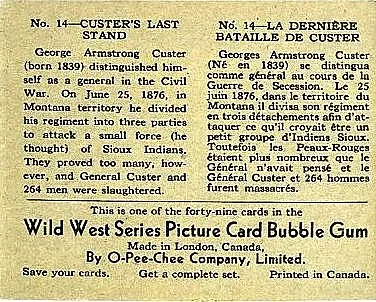 No. 14—CUSTER'S LAST
STAND
George Armstrong Custer
(born 1839) distinguished him-
self as a general in the Civil
War. On June 25, 1876, in
Montana territory he divided
his regiment into three parties
to attack a small force (he
thought) of Sioux Indians.
They proved too many, how-
ever, and General Custer and
264 men were slaughtered.
No. 14—LA DERNIÈRE
BATAILLE DE CUSTER
Georges Armstrong Custer
(Né en 1839) se distingua
comme général au cours de la
Guerre de Secession. Le 25
juin 1876, dans le territoire du
Montana il divisa son régiment
en trois détachements afin d'at-
taquer ce qu'il croyait être un
petit groupe d'Indiens Sioux.
Toutefois les Peaux-Rouges
étaient plus nombreux que le
Général n'avait pensé et le
Général Custer et 264 hommes
furent massacrés.
This is one of the forty-nine cards in the
Wild West Series Picture Card Bubble Gum
Made in London, Canada,
By O-Pee-Chee Company, Limited.
Save your cards. Get a complete set. Printed in Canada.